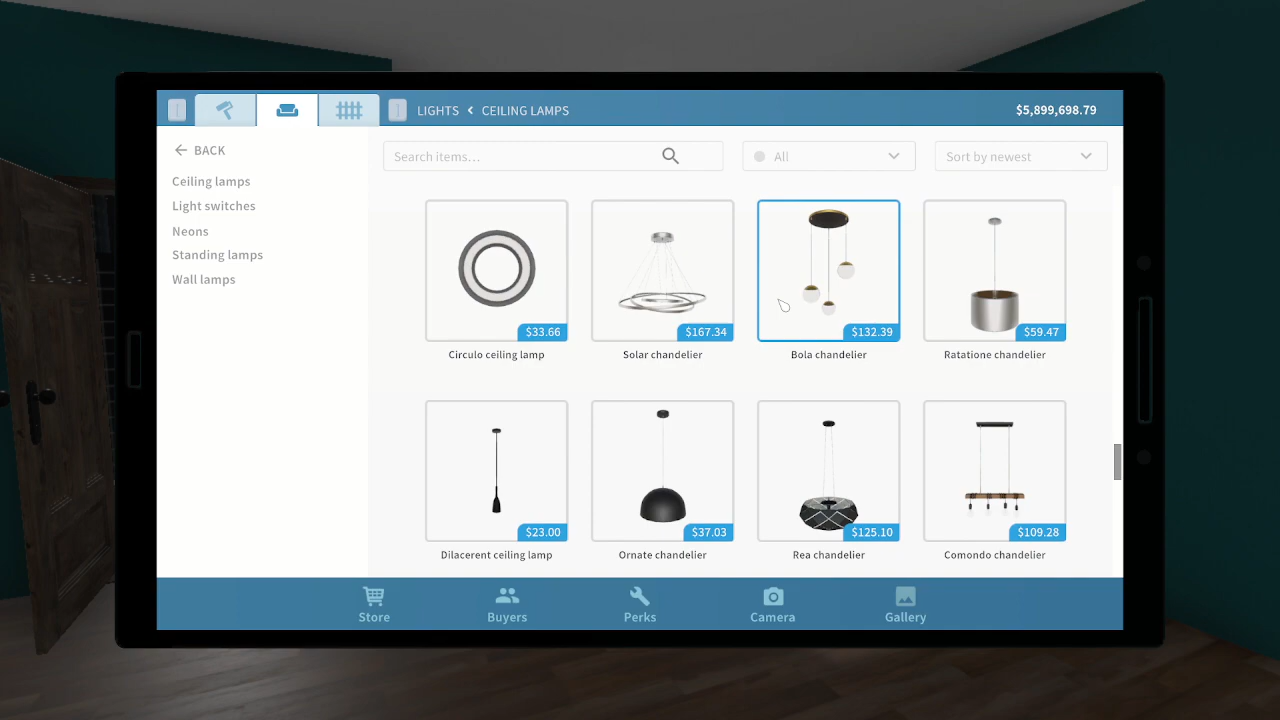 LIGHTS < CEILING LAMPS
$5,899,698.79
BACK
Search items...
All
Sort by newest
Ceiling lamps
Light switches
Neons
Standing lamps
Wall lamps
$33.66
$167.34
$132.39
$59.47
Circulo ceiling lamp
Solar chandelier
Bola chandelier
Ratatione chandelier
$23.00
$37.03
$125.10
$109.28
Dilacerent ceiling lamp
Ornate chandelier
Rea chandelier
Comondo chandelier
Store
Buyers
Perks
Camera
Gallery